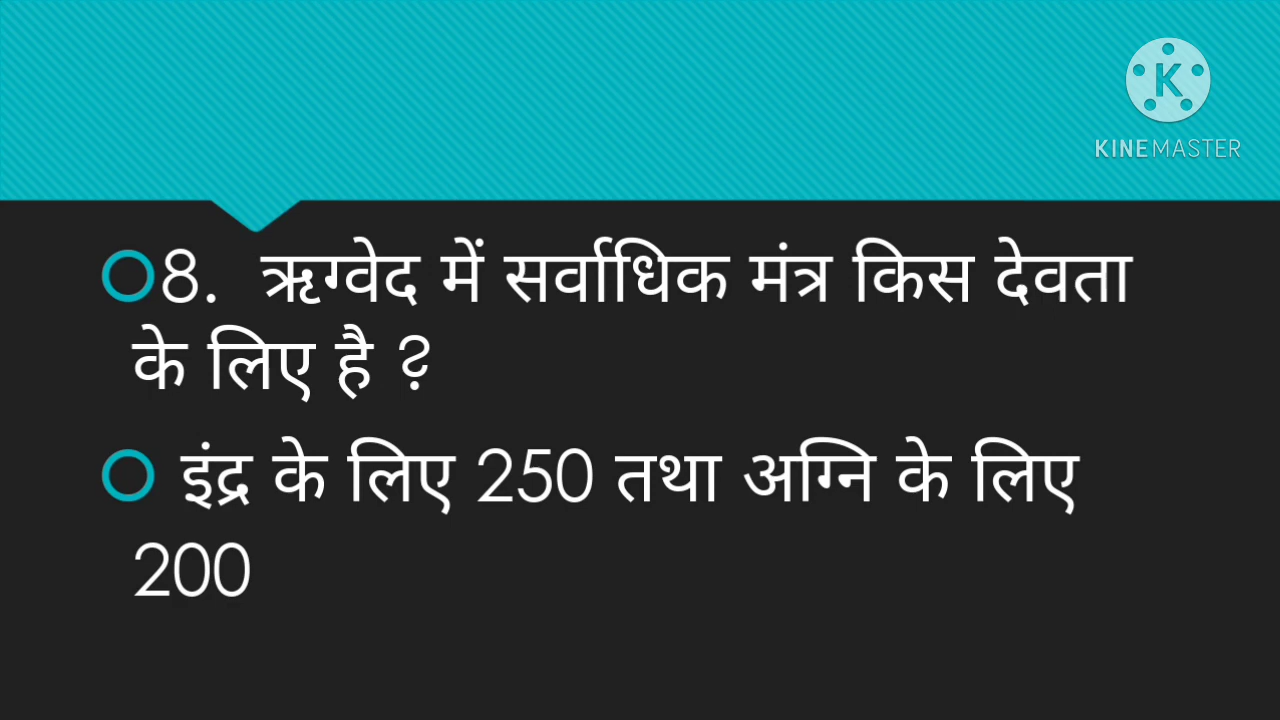 K
KINEMASTER
8. ऋग्वेद में सर्वाधिक मंत्र किस देवता
के लिए है ?
इंद्र के लिए 250 तथा अग्नि के लिए
200